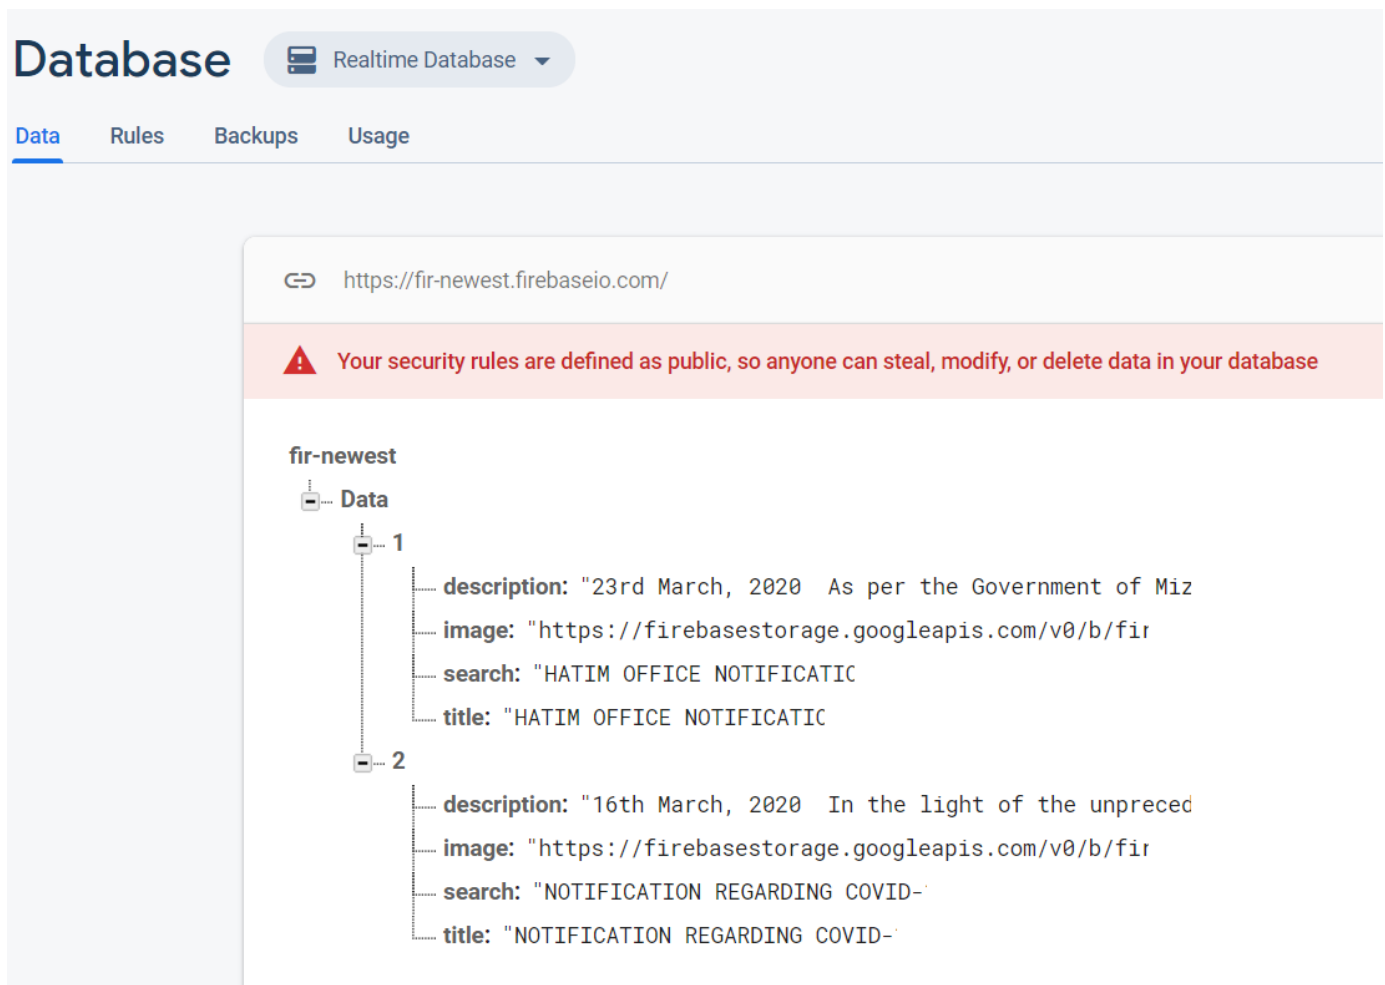 Database Realtime Database
Data Rules Backups Usage
https://fir-newest.firebaseio.com/
Your security rules are defined as public, so anyone can steal, modify, or delete data in your database
fir-newest
Data
1
description: "23rd March, 2020  As per the Government of Miz
image: "https://firebasestorage.googleapis.com/v0/b/fir
search: "HATIM OFFICE NOTIFICATIO
title: "HATIM OFFICE NOTIFICATIO
2
description: "16th March, 2020  In the light of the unpreced
image: "https://firebasestorage.googleapis.com/v0/b/fir
search: "NOTIFICATION REGARDING COVID-
title: "NOTIFICATION REGARDING COVID-